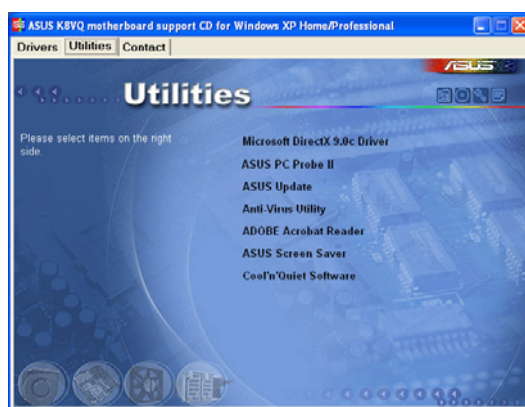 ASUS K8VQ motherboard support CD for Windows XP Home/Professional
Drivers Utilities Contact
ASUS
Utilities
Please select items on the right
side.
Microsoft DirectX 9.0c Driver
ASUS PC Probe II
ASUS Update
Anti-Virus Utility
ADOBE Acrobat Reader
ASUS Screen Saver
Cool'n'Quiet Software